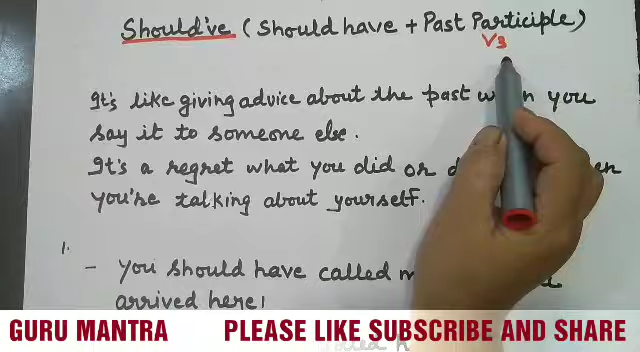 Should've (Should have + Past Participle)
V3
It's like giving advice about the past you
say it to someone else.
It's a regret what you did or
you're talking about yourself.
1.
- You should have called
arrived here!
GURU MANTRA PLEASE LIKE SUBSCRIBE AND SHARE